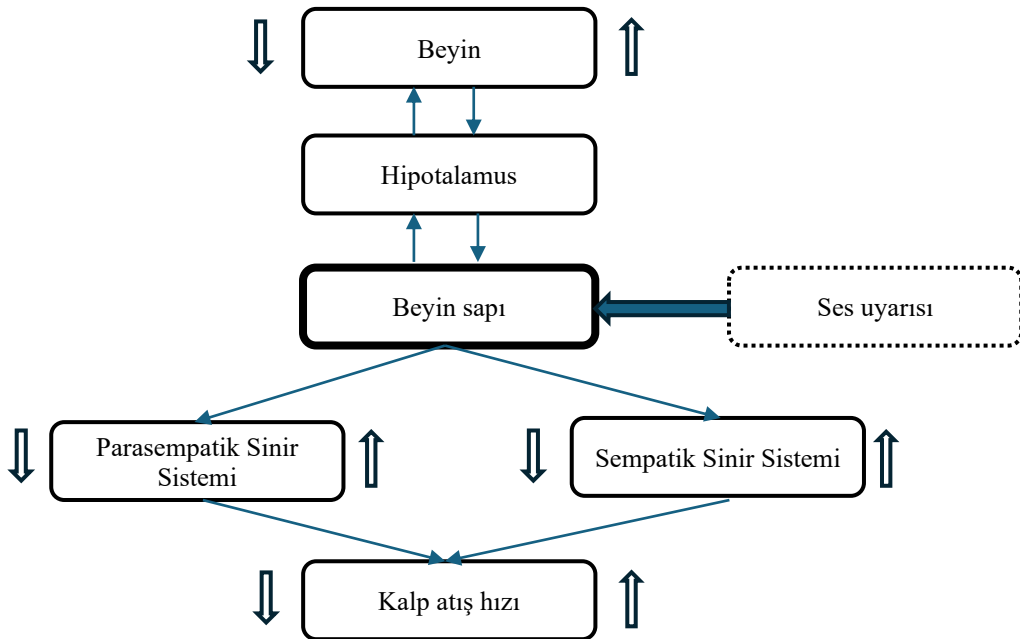 Beyin
Hipotalamus
Beyin sapı
Ses uyarısı
Parasempatik Sinir
Sistemi
Sempatik Sinir Sistemi
Kalp atış hızı